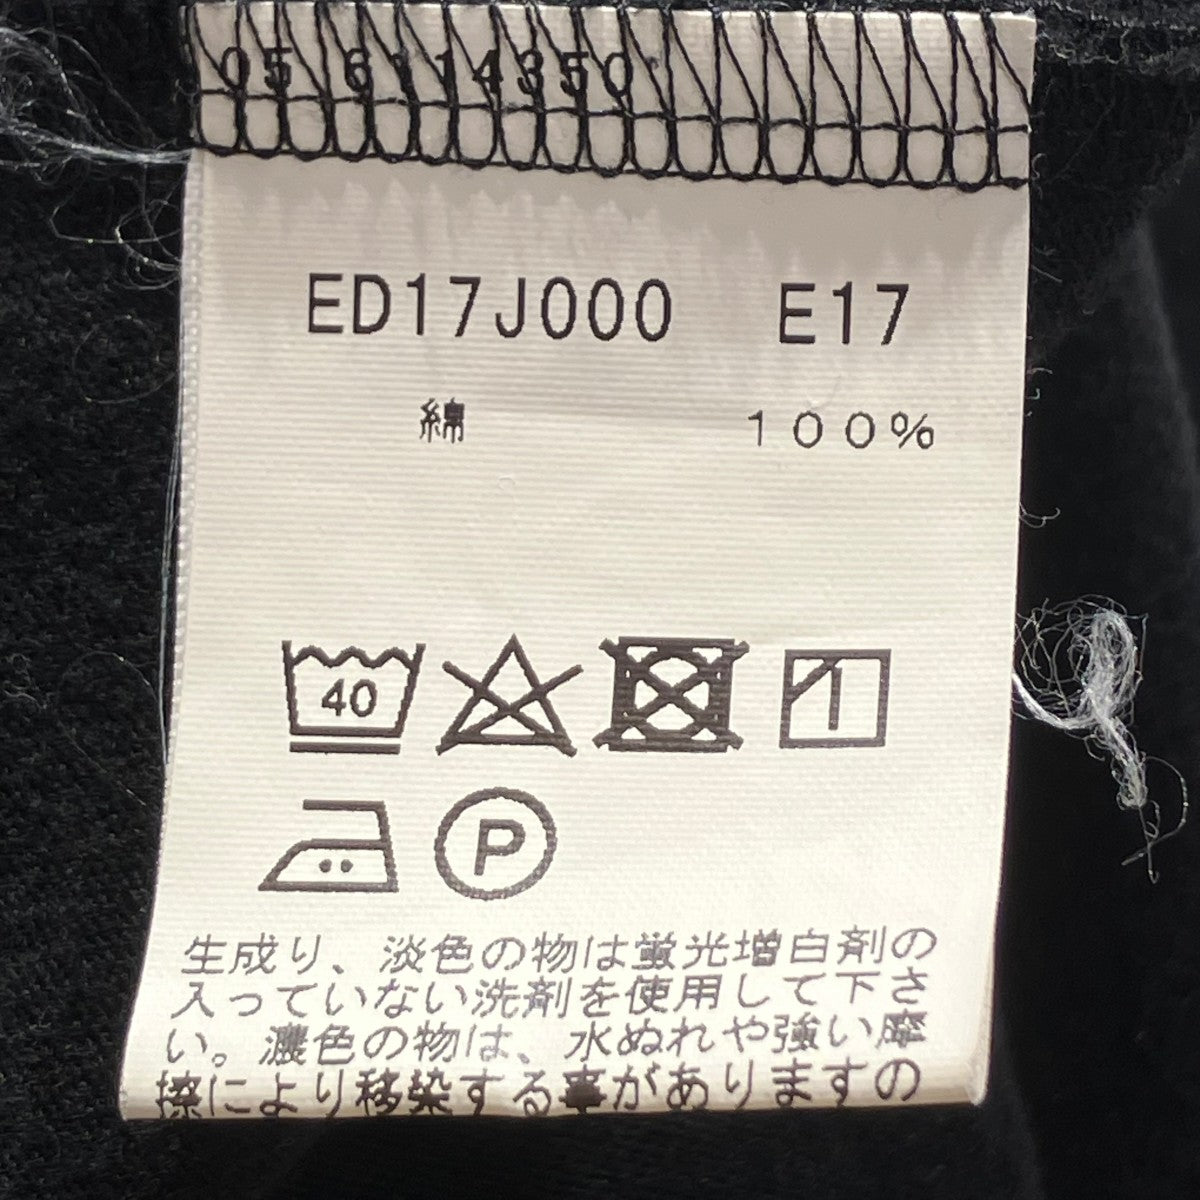 05 6114350
ED17J000 E17
綿 100%
40
P
生成り、淡色の物は蛍光増白剤の
入っていない洗剤を使用して下さ
い。濃色の物は、水ぬれや強い摩
擦により移染する事がありますの